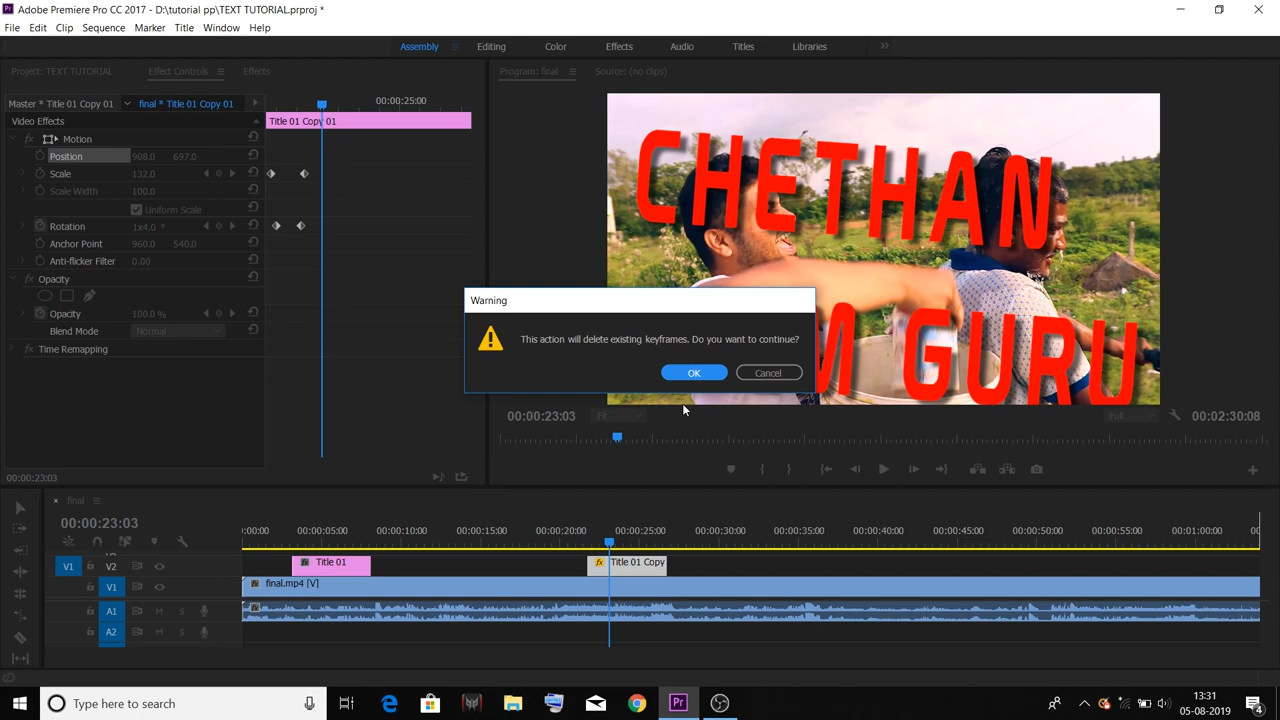 Adobe Premiere Pro CC 2017 - D:\tutorial pp\TEXT TUTORIAL.prproj *
File Edit Clip Sequence Marker Title Window Help
Assembly Editing Color Effects Audio Titles Libraries
Project: TEXT TUTORIAL Effect Controls Effects
Program: final Source: (no clips)
Master * Title 01 Copy 01 final * Title 01 Copy 01 00:00:25:00
Video Effects Title 01 Copy 01
Motion
Position 908.0 697.0
Scale 132.0
Scale Width 100.0
Uniform Scale
Rotation 1x4.0 °
Anchor Point 960.0 540.0
Anti-flicker Filter 0.00
Opacity
Opacity 100.0 %
Blend Mode Normal
Time Remapping
00:00:23:03
CHETHAN
M GURU
Warning
This action will delete existing keyframes. Do you want to continue?
OK Cancel
00:00:23:03 Fit Full 00:02:30:08
final
00:00:23:03
:00:00 00:00:05:00 00:00:10:00 00:00:15:00 00:00:20:00 00:00:25:00 00:00:30:00 00:00:35:00 00:00:40:00 00:00:45:00 00:00:50:00 00:00:55:00 00:01:00:00
V1 V2 Title 01 Title 01 Copy
V1 final.mp4 [V]
A1 M S
A2 M S
Type here to search
13:31
05-08-2019
4